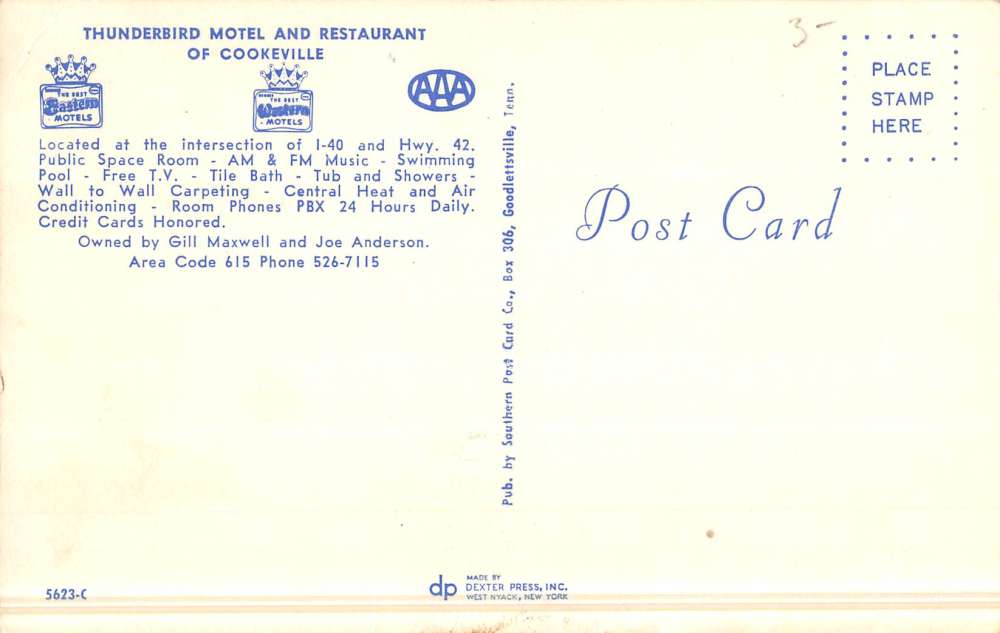 THUNDERBIRD MOTEL AND RESTAURANT
OF COOKEVILLE
THE BEST
Eastern
MOTELS
THE BEST
Western
MOTELS
AAA
Located at the intersection of I-40 and Hwy. 42.
Public Space Room - AM & FM Music - Swimming
Pool - Free T.V. - Tile Bath - Tub and Showers -
Wall to Wall Carpeting - Central Heat and Air
Conditioning - Room Phones PBX 24 Hours Daily.
Credit Cards Honored.
Owned by Gill Maxwell and Joe Anderson.
Area Code 615 Phone 526-7115
5623-C
Pub. by Southern Post Card Co., Box 306, Goodlettsville, Tenn.
dp
MADE BY
DEXTER PRESS, INC.
WEST NYACK, NEW YORK
3-
PLACE
STAMP
HERE
Post Card